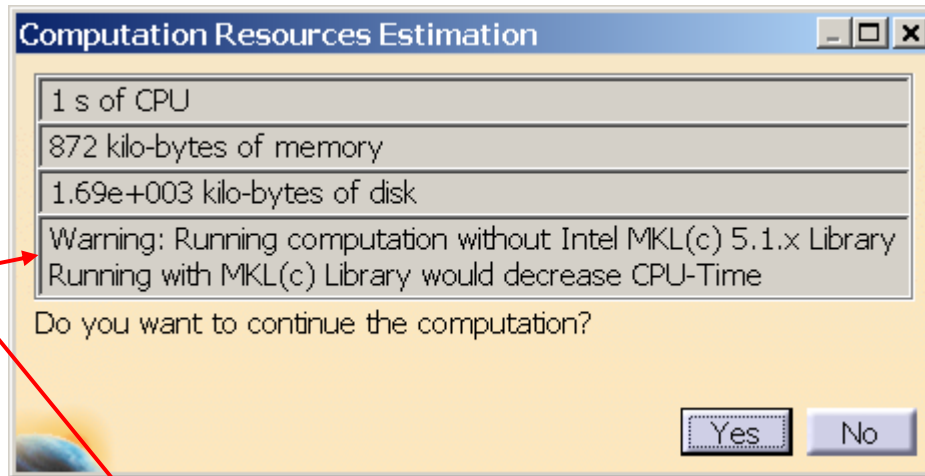 Computation Resources Estimation
1 s of CPU
872 kilo-bytes of memory
1.69e+003 kilo-bytes of disk
Warning: Running computation without Intel MKL(c) 5.1.x Library
Running with MKL(c) Library would decrease CPU-Time
Do you want to continue the computation?
Yes No